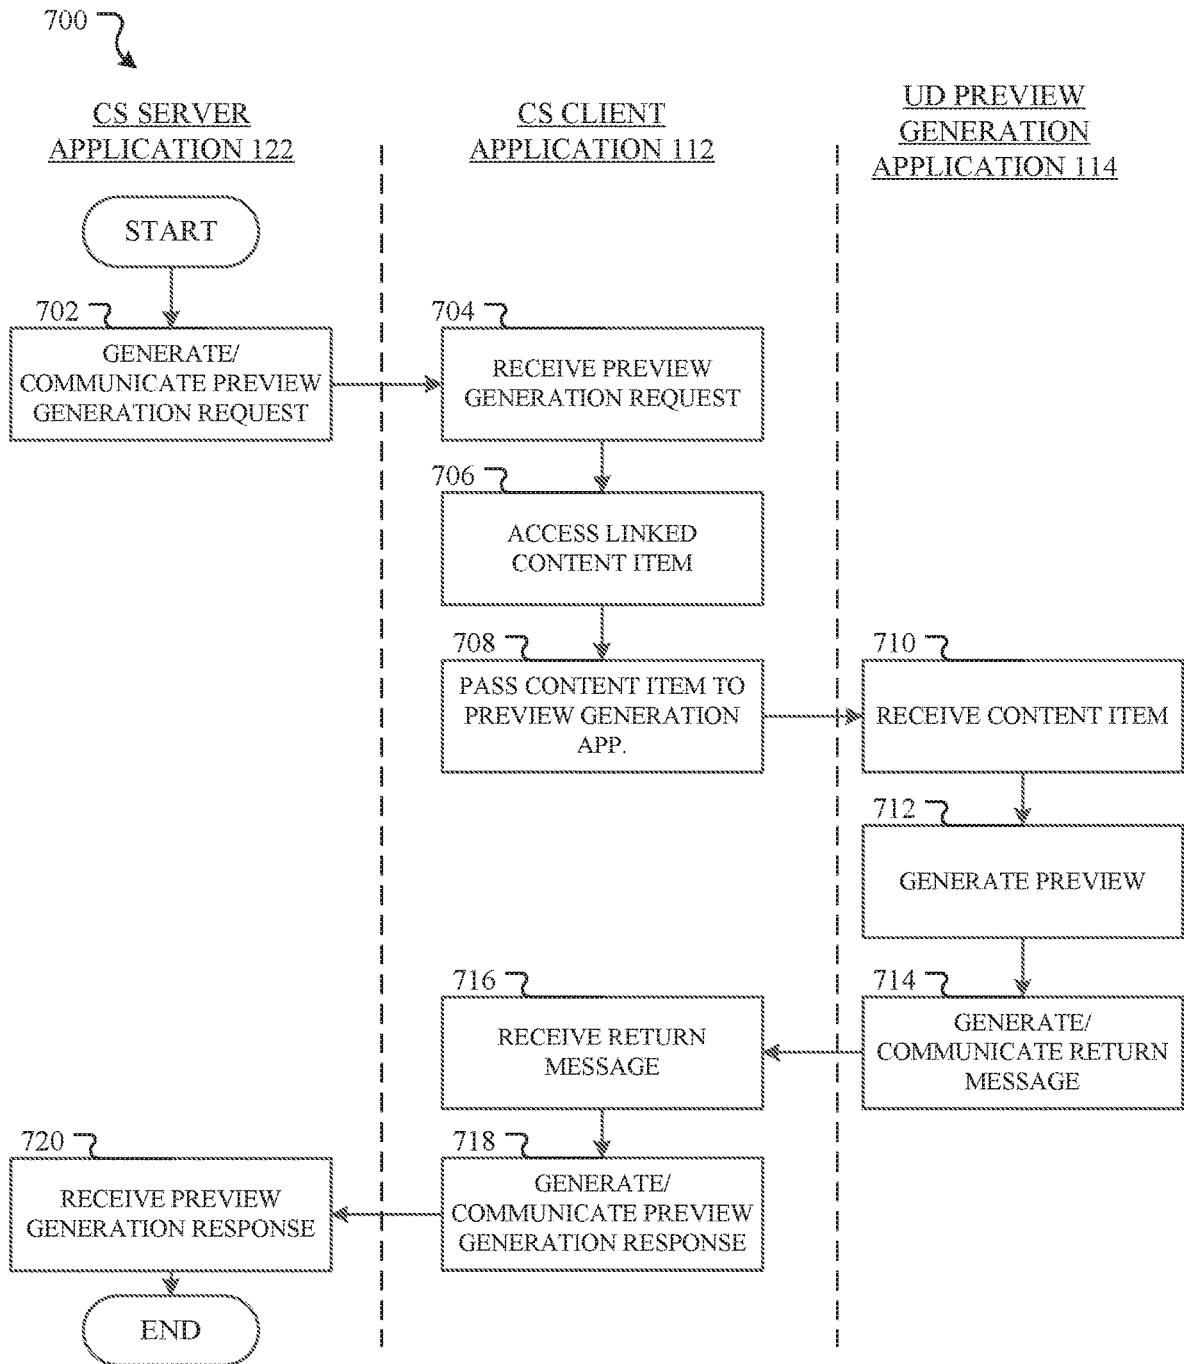 700
CS SERVER
APPLICATION 122
CS CLIENT
APPLICATION 112
UD PREVIEW
GENERATION
APPLICATION 114
START
702
GENERATE/
COMMUNICATE PREVIEW
GENERATION REQUEST
704
RECEIVE PREVIEW
GENERATION REQUEST
706
ACCESS LINKED
CONTENT ITEM
708
PASS CONTENT ITEM TO
PREVIEW GENERATION
APP.
710
RECEIVE CONTENT ITEM
712
GENERATE PREVIEW
714
GENERATE/
COMMUNICATE RETURN
MESSAGE
716
RECEIVE RETURN
MESSAGE
718
GENERATE/
COMMUNICATE PREVIEW
GENERATION RESPONSE
720
RECEIVE PREVIEW
GENERATION RESPONSE
END